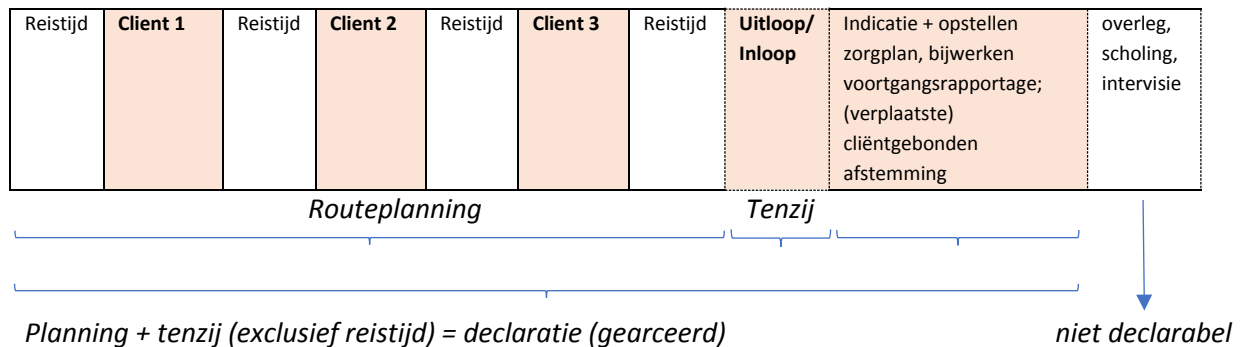 Reistijd
Client 1
Reistijd
Client 2
Reistijd
Client 3
Reistijd
Uitloop/
Inloop
Indicatie + opstellen
zorgplan, bijwerken
voortgangsrapportage;
(verplaatste)
cliëntgebonden
afstemming
overleg,
scholing,
intervisie
Routeplanning
Tenzij
Planning + tenzij (exclusief reistijd) = declaratie (gearceerd)
niet declarabel